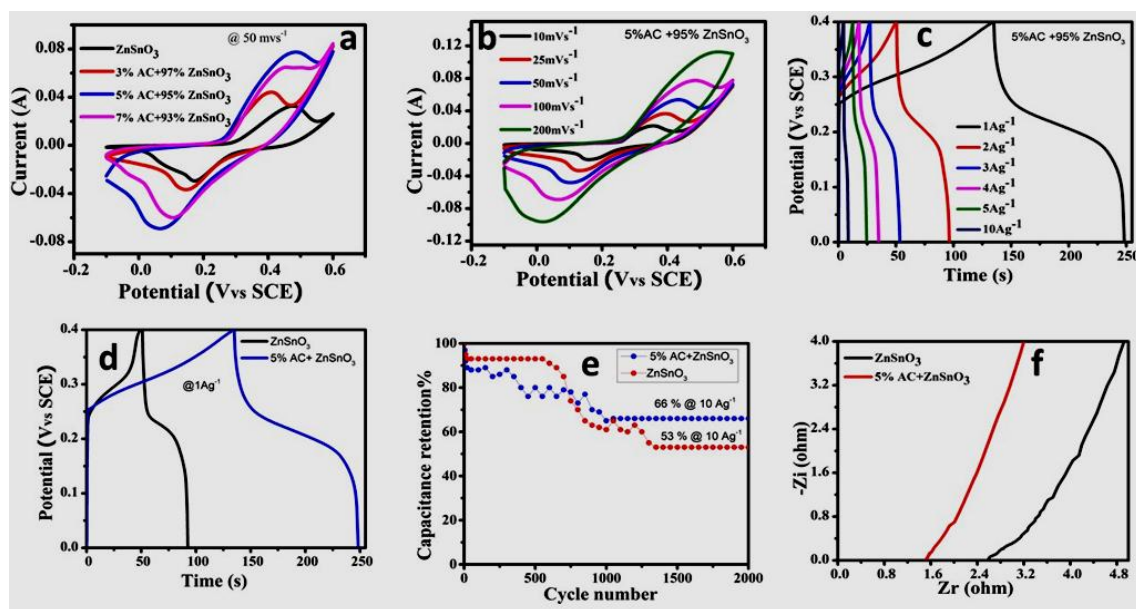 a
@ 50 mvs-1
ZnSnO3
3% AC+97% ZnSnO3
5% AC+95% ZnSnO3
7% AC+93% ZnSnO3
0.08
0.04
0.00
-0.04
-0.08
Current (A)
-0.2 0.0 0.2 0.4 0.6
Potential (Vvs SCE)
b
10mVs-1
25mVs-1
50mVs-1
100mVs-1
200mVs-1
5%AC +95% ZnSnO3
0.12
0.08
0.04
0.00
-0.04
-0.08
-0.12
Current (A)
-0.2 0.0 0.2 0.4 0.6
Potential (Vvs SCE)
c
5%AC +95% ZnSnO3
1Ag-1
2Ag-1
3Ag-1
4Ag-1
5Ag-1
10Ag-1
0.4
0.3
0.2
0.1
0.0
Potential (Vvs SCE)
0 50 100 150 200 250
Time (s)
d
ZnSnO3
5% AC+ ZnSnO3
@1Ag-1
0.4
0.3
0.2
0.1
0.0
Potential (Vvs SCE)
0 50 100 150 200 250
Time (s)
e
5% AC+ZnSnO3
ZnSnO3
66 % @ 10 Ag-1
53 % @ 10 Ag-1
100
80
60
40
20
0
Capacitance retention%
0 500 1000 1500 2000
Cycle number
f
ZnSnO3
5% AC+ZnSnO3
-4.0
3.2
2.4
1.6
0.8
0.0
-Zi (ohm)
0.0 0.8 1.6 2.4 3.2 4.0 4.8
Zr (ohm)